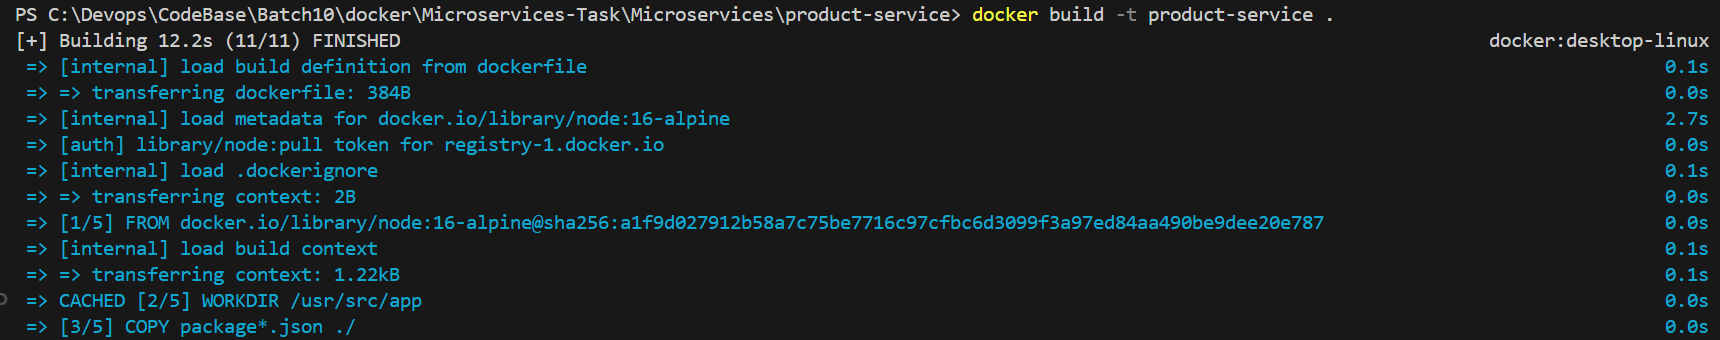 PS C:\Devops\CodeBase\Batch10\docker\Microservices-Task\Microservices\product-service> docker build -t product-service .
[+] Building 12.2s (11/11) FINISHED docker:desktop-linux
=> [internal] load build definition from dockerfile 0.1s
=> => transferring dockerfile: 384B 0.0s
=> [internal] load metadata for docker.io/library/node:16-alpine 2.7s
=> [auth] library/node:pull token for registry-1.docker.io 0.0s
=> [internal] load .dockerignore 0.1s
=> => transferring context: 2B 0.0s
=> [1/5] FROM docker.io/library/node:16-alpine@sha256:a1f9d027912b58a7c75be7716c97cfbc6d3099f3a97ed84aa490be9dee20e787 0.0s
=> [internal] load build context 0.1s
=> => transferring context: 1.22kB 0.1s
=> CACHED [2/5] WORKDIR /usr/src/app 0.0s
=> [3/5] COPY package*.json ./ 0.0s